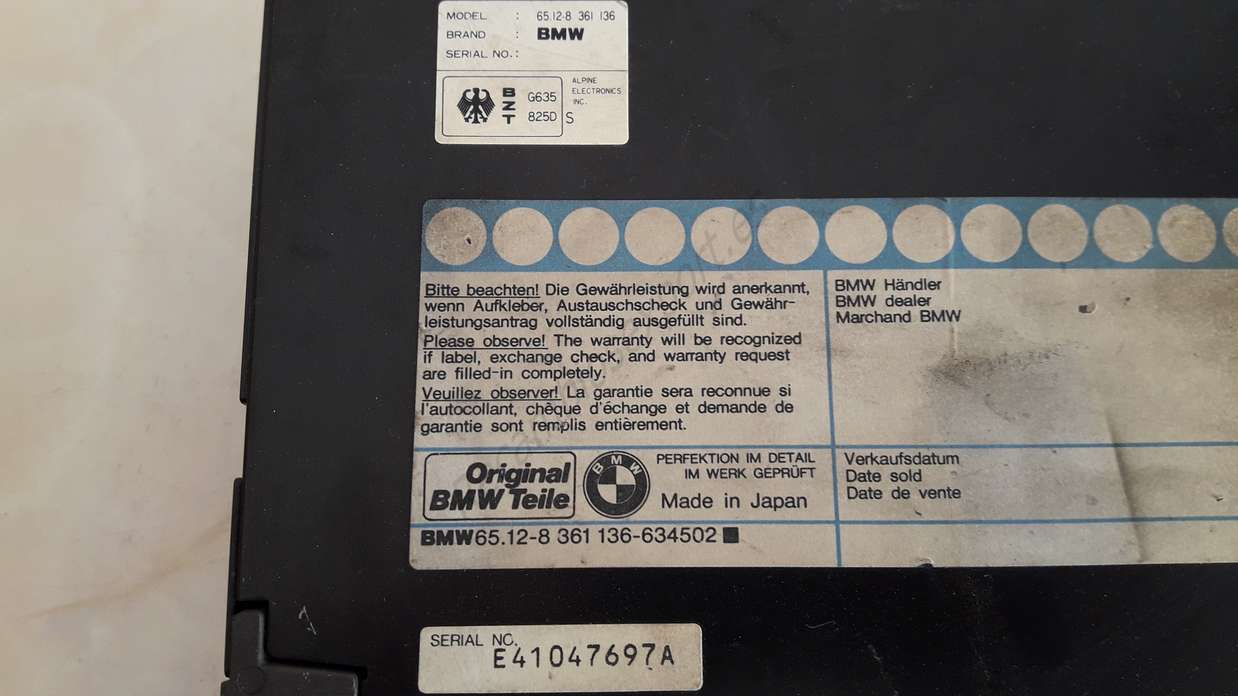 MODEL : 65.12-8 361 136
BRAND : BMW
SERIAL NO. :
BZT G635 825D S
ALPINE ELECTRONICS INC.
Bitte beachten! Die Gewährleistung wird anerkannt,
wenn Aufkleber, Austauschscheck und Gewähr-
leistungsantrag vollständig ausgefüllt sind.
Please observe! The warranty will be recognized
if label, exchange check, and warranty request
are filled-in completely.
Veuillez observer! La garantie sera reconnue si
l'autocollant, chèque d'échange et demande de
garantie sont remplis entièrement.
BMW Händler
BMW dealer
Marchand BMW
Original
BMW Teile
BMW
PERFEKTION IM DETAIL
IM WERK GEPRÜFT
Made in Japan
Verkaufsdatum
Date sold
Date de vente
BMW65.12-8 361 136-634502
SERIAL NO.
E41047697A